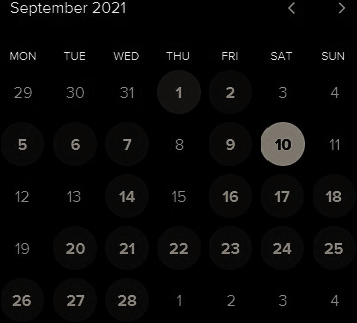 September 2021
MON TUE WED THU FRI SAT SUN
29 30 31 1 2 3 4
5 6 7 8 9 10 11
12 13 14 15 16 17 18
19 20 21 22 23 24 25
26 27 28 1 2 3 4